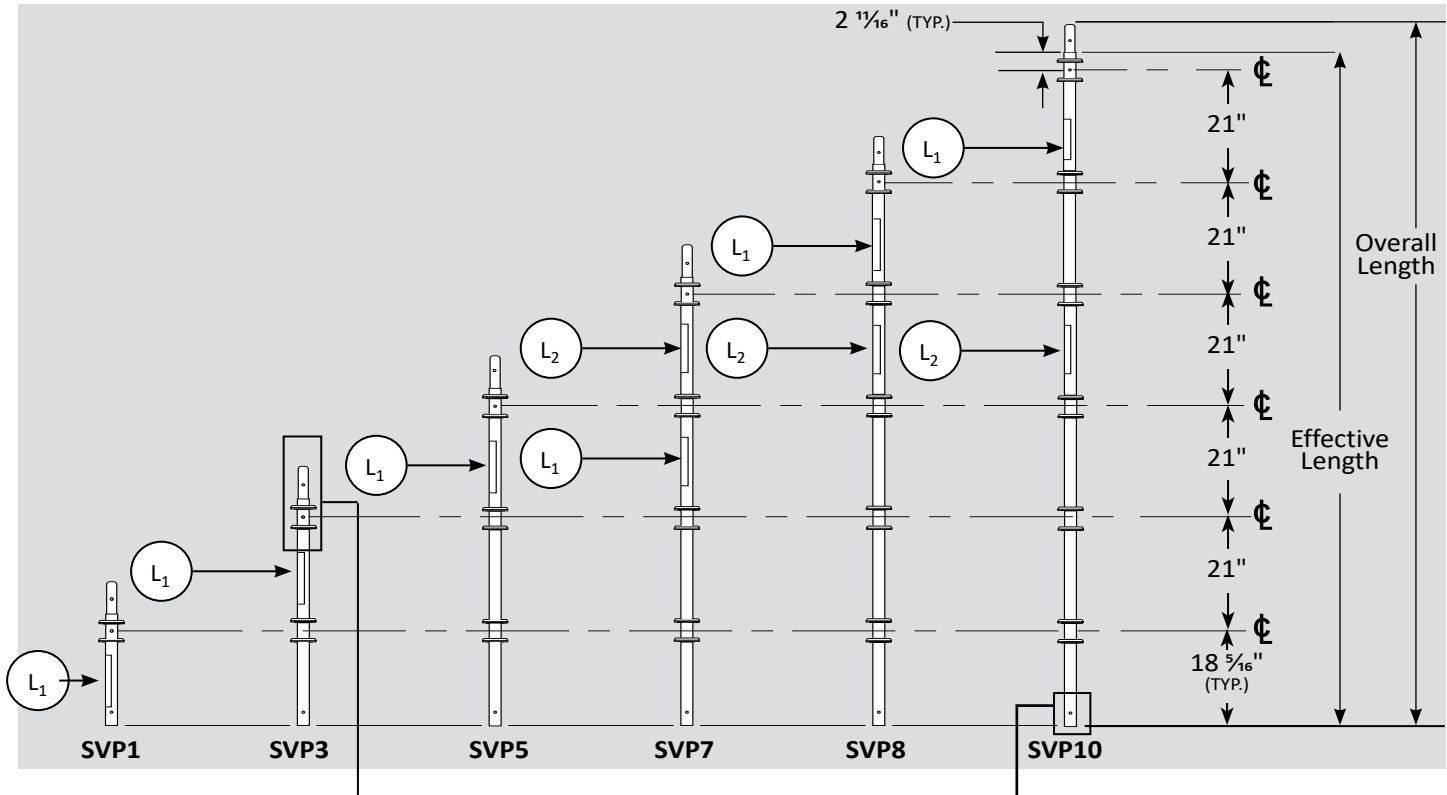 2 11⁄16" (TYP.)
℄
21"
L1
℄
21"
Overall
Length
L1
℄
21"
L2
L2
L2
℄
21"
Effective
Length
L1
L1
℄
21"
L1
℄
18 5⁄16"
(TYP.)
L1
SVP1
SVP3
SVP5
SVP7
SVP8
SVP10